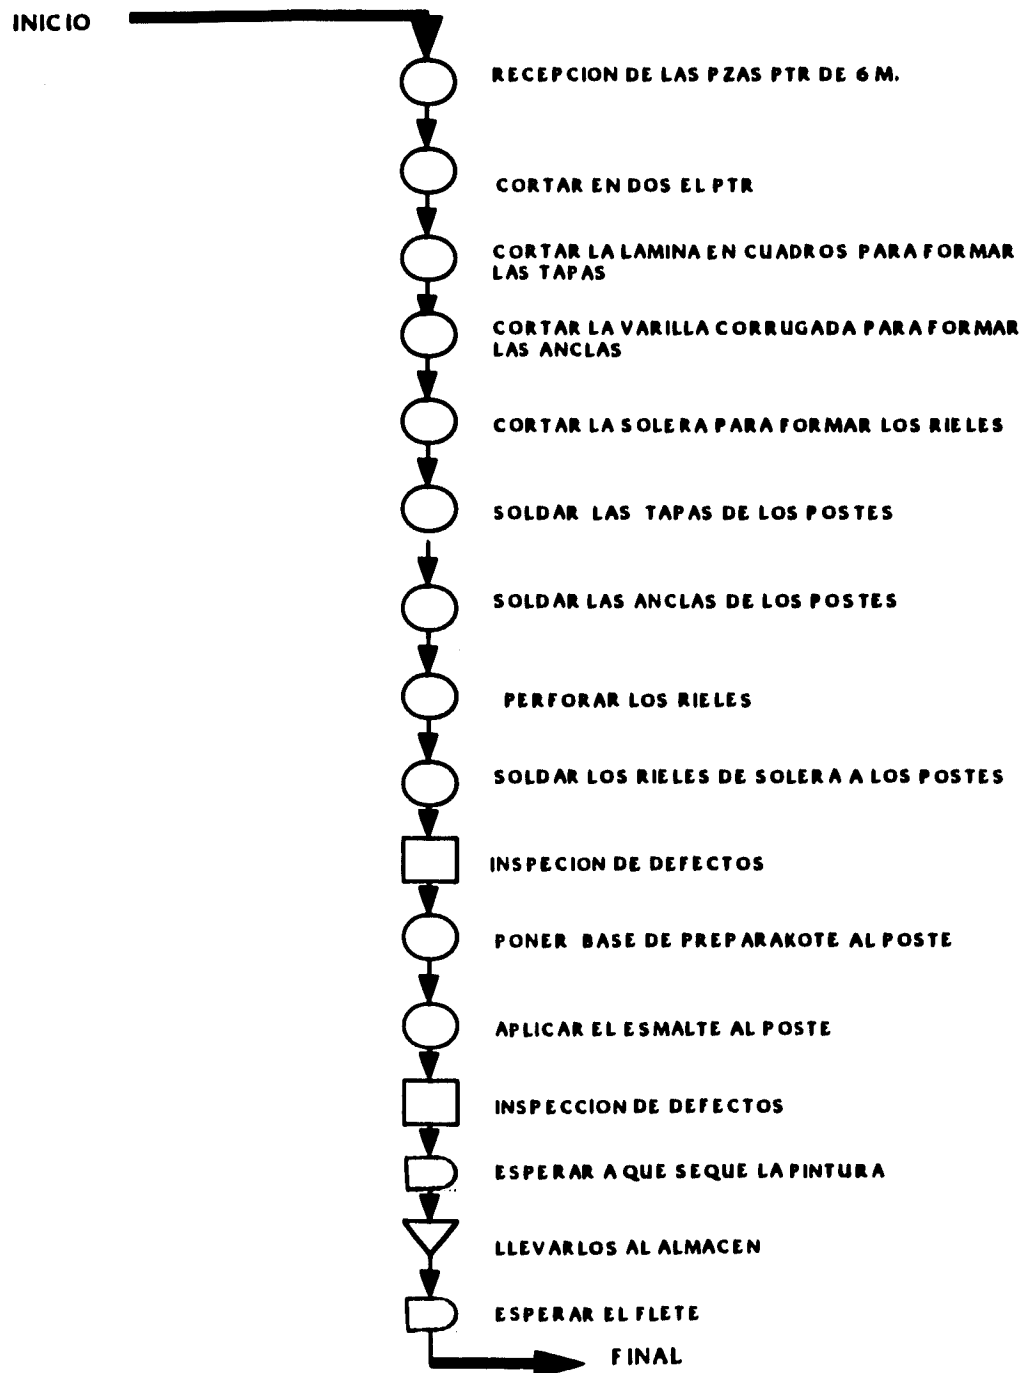 INICIO
RECEPCION DE LAS PZAS PTR DE 6 M.
CORTAR EN DOS EL PTR
CORTAR LA LAMINA EN CUADROS PARA FORMAR
LAS TAPAS
CORTAR LA VARILLA CORRUGADA PARA FORMAR
LAS ANCLAS
CORTAR LA SOLERA PARA FORMAR LOS RIELES
SOLDAR LAS TAPAS DE LOS POSTES
SOLDAR LAS ANCLAS DE LOS POSTES
PERFORAR LOS RIELES
SOLDAR LOS RIELES DE SOLERA A LOS POSTES
INSPECION DE DEFECTOS
PONER BASE DE PREPARAKOTE AL POSTE
APLICAR EL ESMALTE AL POSTE
INSPECCION DE DEFECTOS
ESPERAR A QUE SEQUE LA PINTURA
LLEVARLOS AL ALMACEN
ESPERAR EL FLETE
FINAL